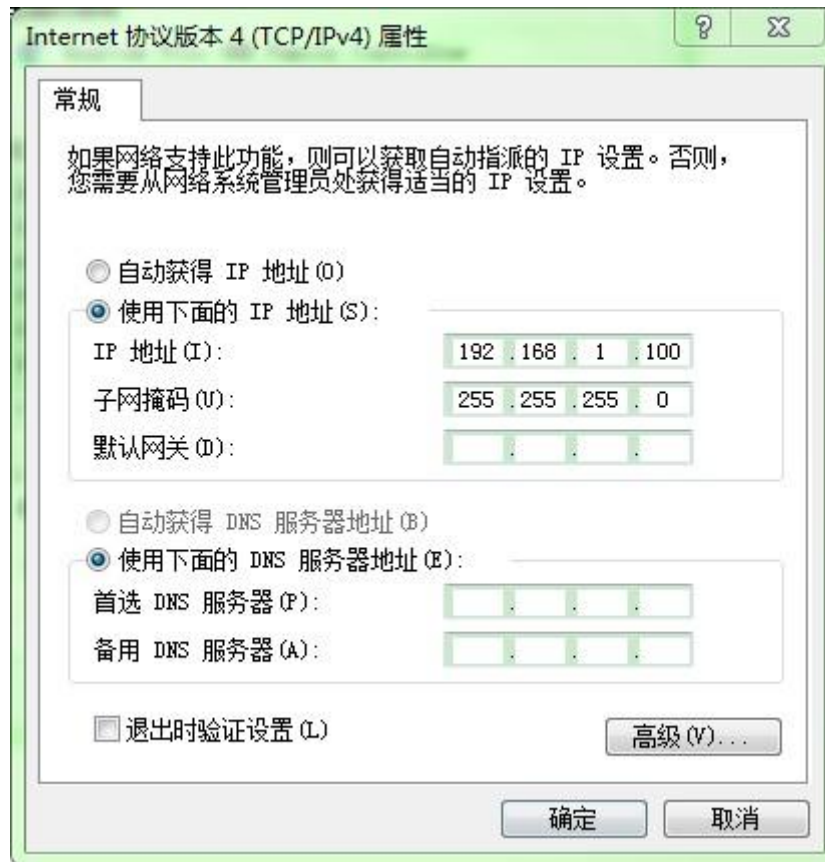 Internet 协议版本 4 (TCP/IPv4) 属性
常规
如果网络支持此功能，则可以获取自动指派的 IP 设置。否则，
您需要从网络系统管理员处获得适当的 IP 设置。
自动获得 IP 地址(O)
使用下面的 IP 地址(S):
IP 地址(I): 192 .168 . 1 .100
子网掩码(U): 255 .255 .255 . 0
默认网关(D): . . .
自动获得 DNS 服务器地址(B)
使用下面的 DNS 服务器地址(E):
首选 DNS 服务器(P): . . .
备用 DNS 服务器(A): . . .
退出时验证设置(L)
高级(V)...
确定 取消